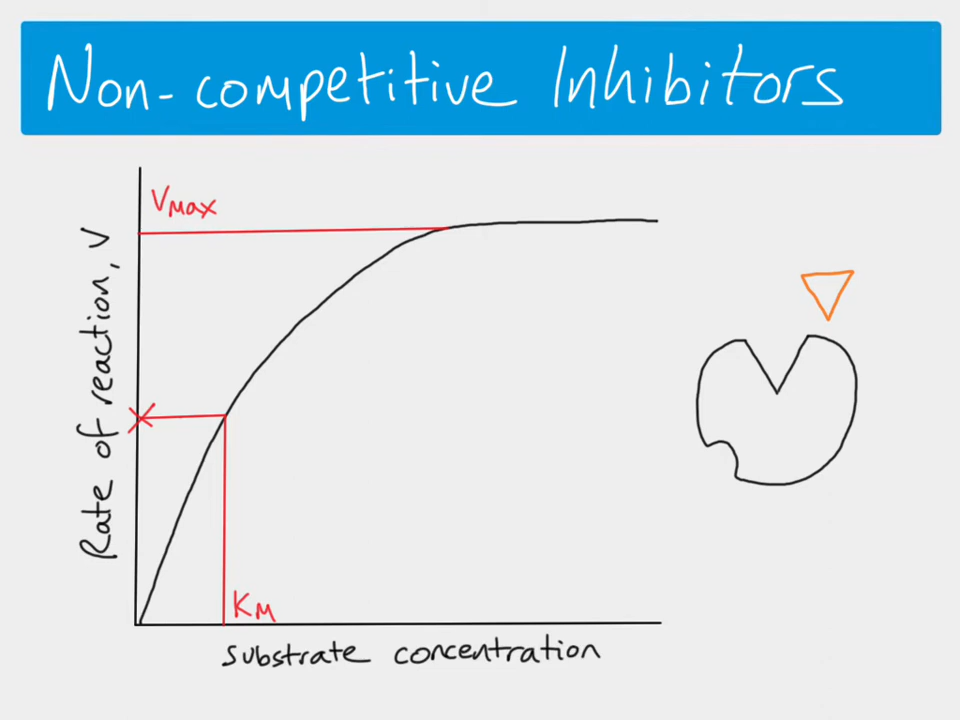 Non-competitive Inhibitors
VMax
Rate of reaction, V
KM
substrate concentration